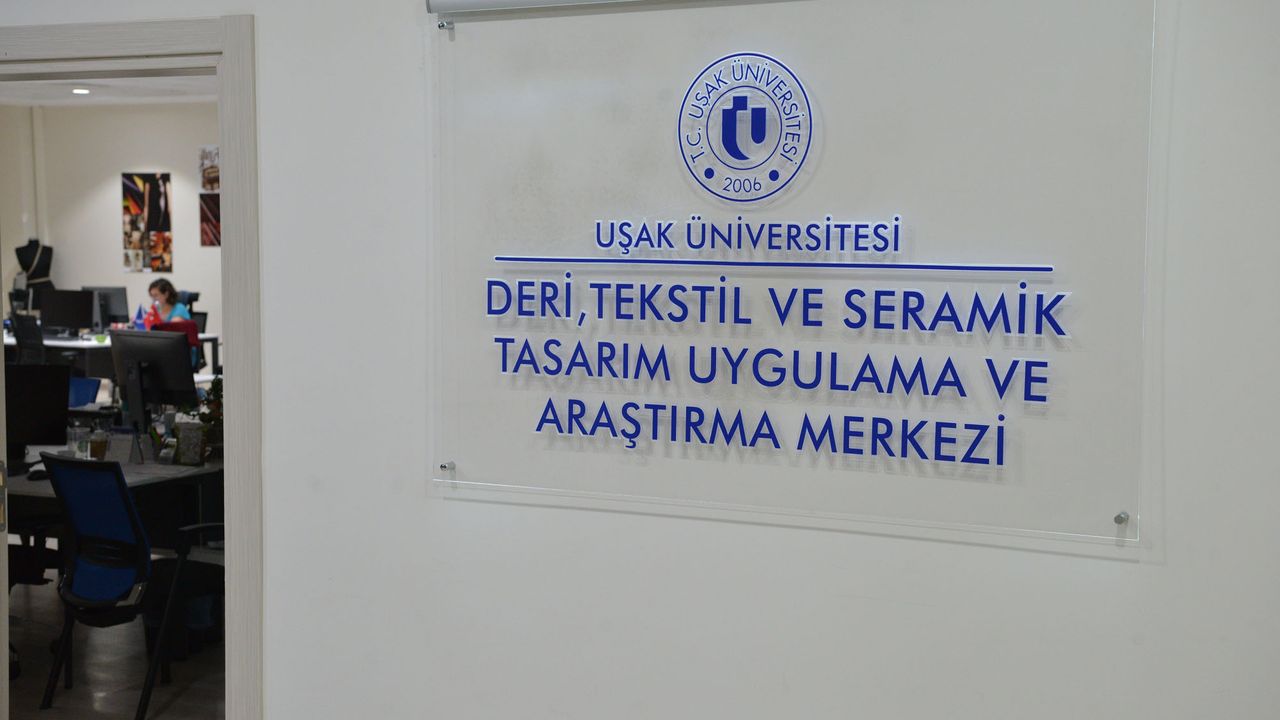 T.C. UŞAK ÜNİVERSİTESİ
2006
UŞAK ÜNİVERSİTESİ
DERİ,TEKSTİL VE SERAMİK
TASARIM UYGULAMA VE
ARAŞTIRMA MERKEZİ